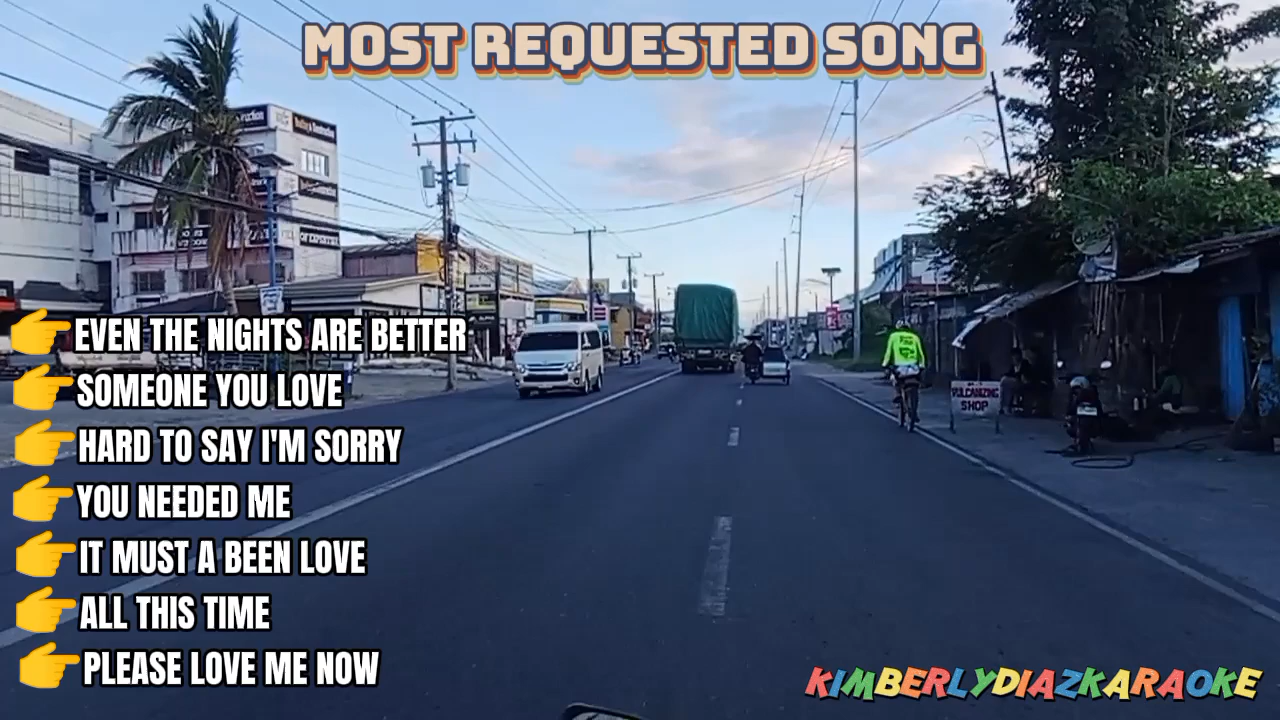 MOST REQUESTED SONG
EVEN THE NIGHTS ARE BETTER
SOMEONE YOU LOVE
HARD TO SAY I'M SORRY
YOU NEEDED ME
IT MUST A BEEN LOVE
ALL THIS TIME
PLEASE LOVE ME NOW
VULCANIZING
SHOP
KIMBERLYDIAZKARAOKE